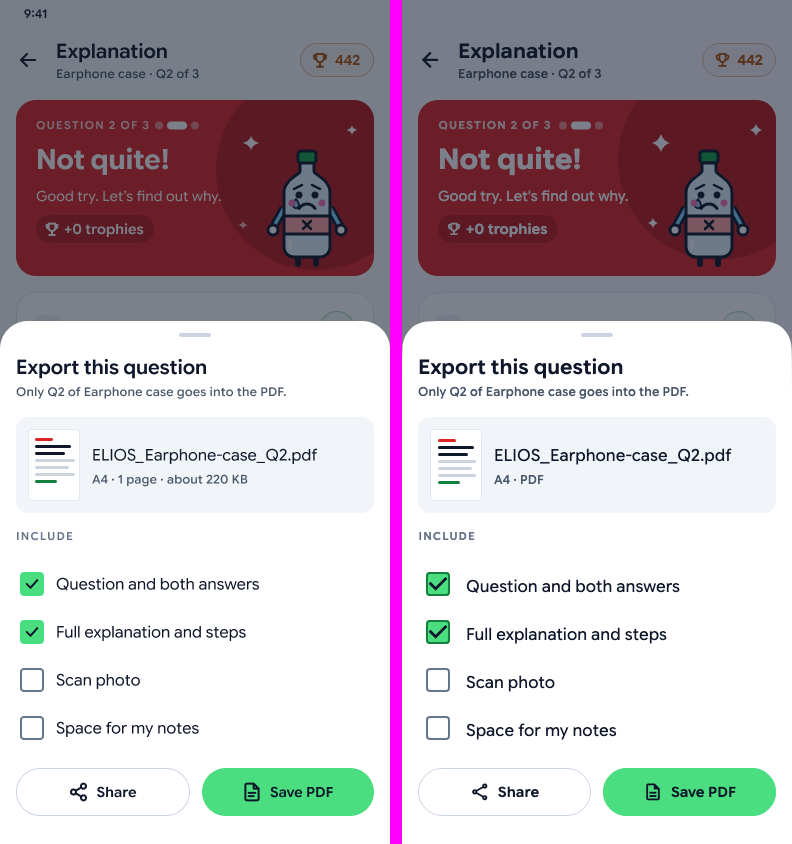 9:41
Explanation
Earphone case · Q2 of 3
442
QUESTION 2 OF 3
Not quite!
Good try. Let's find out why.
+0 trophies
Export this question
Only Q2 of Earphone case goes into the PDF.
ELIOS_Earphone-case_Q2.pdf
A4 · 1 page · about 220 KB
INCLUDE
Question and both answers
Full explanation and steps
Scan photo
Space for my notes
Share
Save PDF
Explanation
Earphone case · Q2 of 3
442
QUESTION 2 OF 3
Not quite!
Good try. Let's find out why.
+0 trophies
Export this question
Only Q2 of Earphone case goes into the PDF.
ELIOS_Earphone-case_Q2.pdf
A4 · PDF
INCLUDE
Question and both answers
Full explanation and steps
Scan photo
Space for my notes
Share
Save PDF